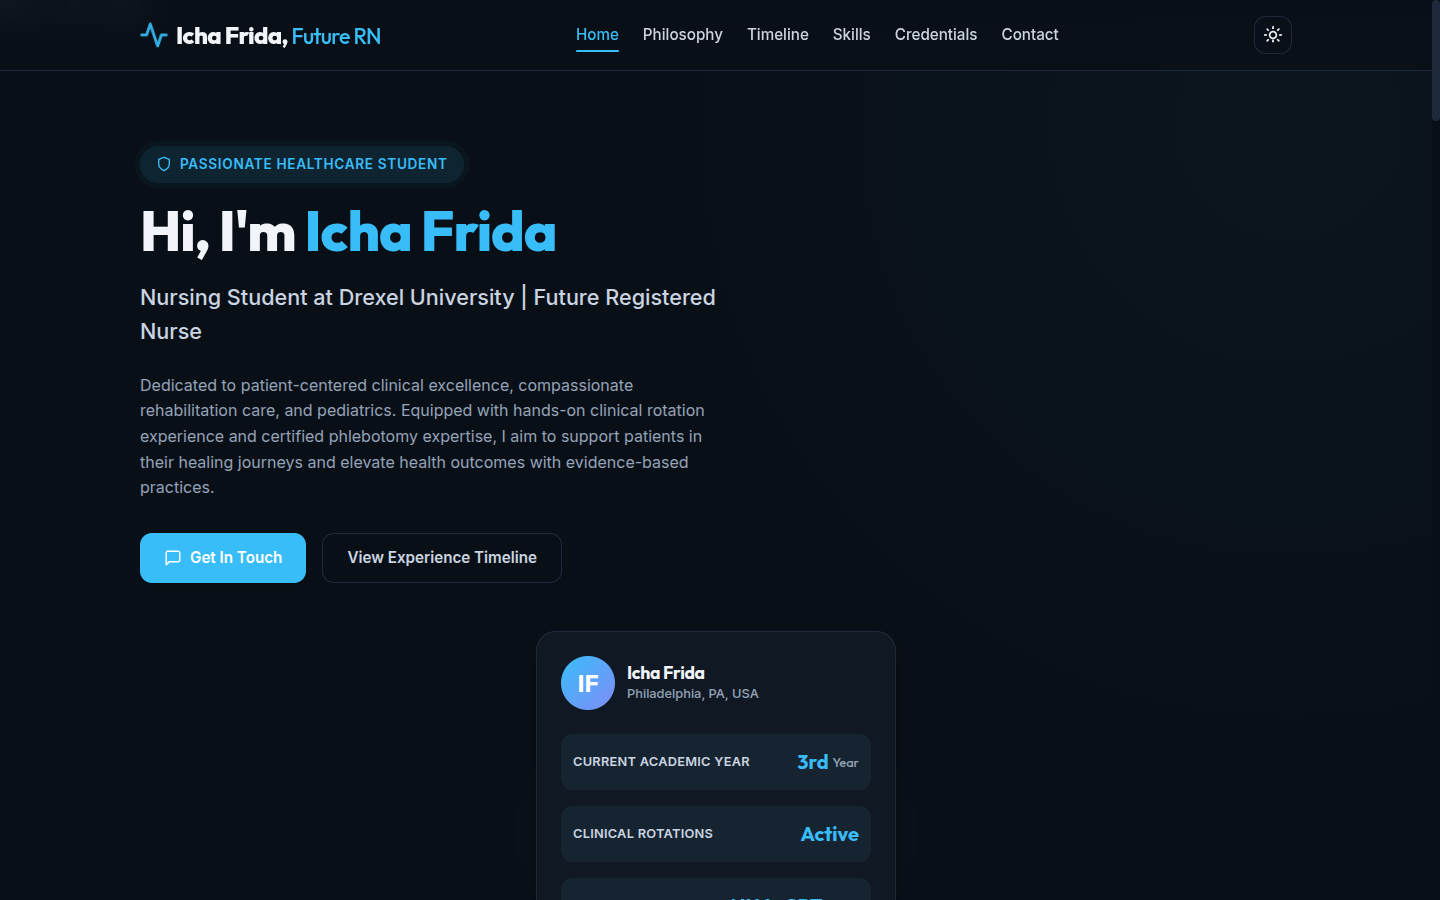 Icha Frida, Future RN
Home Philosophy Timeline Skills Credentials Contact
PASSIONATE HEALTHCARE STUDENT
Hi, I'm Icha Frida
Nursing Student at Drexel University | Future Registered
Nurse
Dedicated to patient-centered clinical excellence, compassionate
rehabilitation care, and pediatrics. Equipped with hands-on clinical rotation
experience and certified phlebotomy expertise, I aim to support patients in
their healing journeys and elevate health outcomes with evidence-based
practices.
Get In Touch View Experience Timeline
IF Icha Frida
Philadelphia, PA, USA
CURRENT ACADEMIC YEAR 3rd Year
CLINICAL ROTATIONS Active